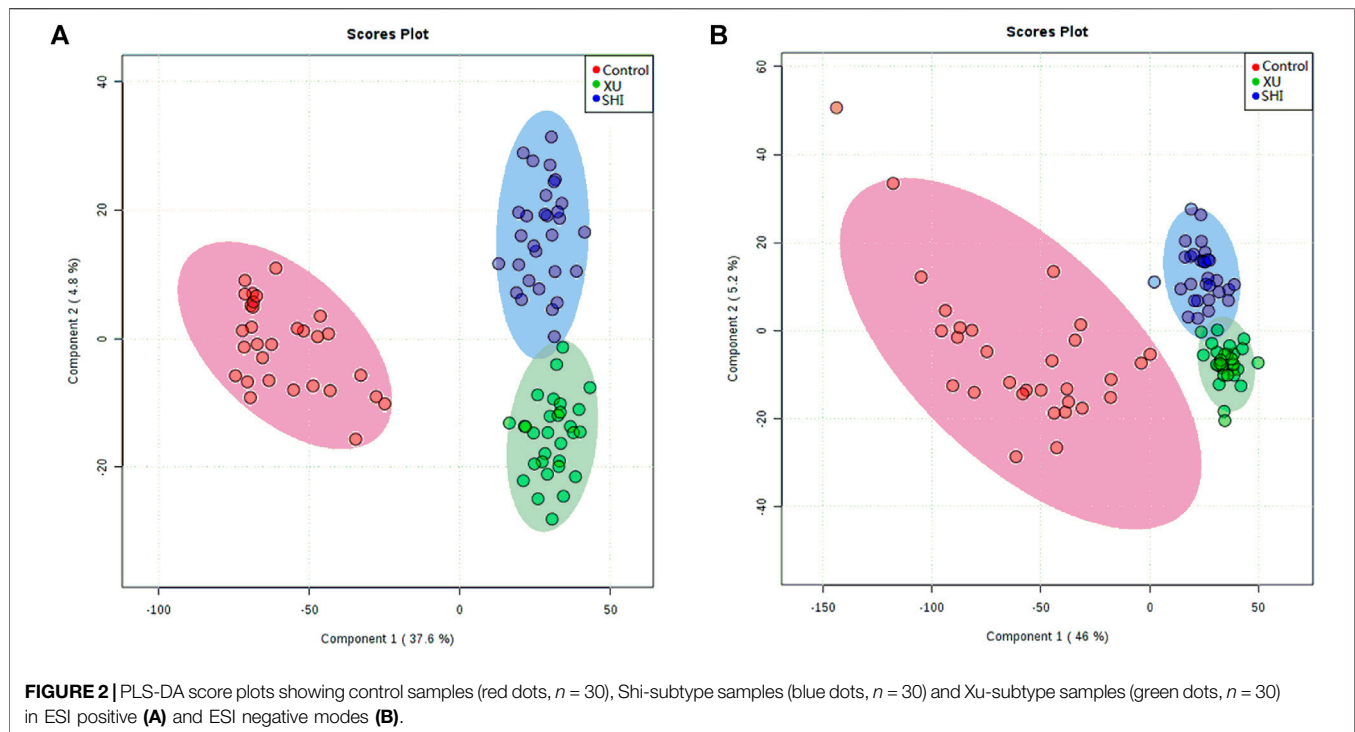 A
Scores Plot
Control
XU
SHI
40
20
0
-20
Component 2 ( 4.8 %)
-100
-50
0
50
Component 1 ( 37.6 %)
B
Scores Plot
Control
XU
SHI
60
40
20
0
-20
-40
Component 2 ( 5.2 %)
-150
-100
-50
0
50
Component 1 ( 46 %)
FIGURE 2 | PLS-DA score plots showing control samples (red dots, n = 30), Shi-subtype samples (blue dots, n = 30) and Xu-subtype samples (green dots, n = 30)
in ESI positive (A) and ESI negative modes (B).